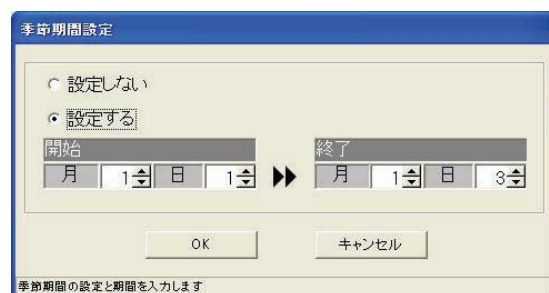 季節期間設定
設定しない
設定する
開始 終了
月 1 日 1 月 1 日 3
OK キャンセル
季節期間の設定と期間を入力します